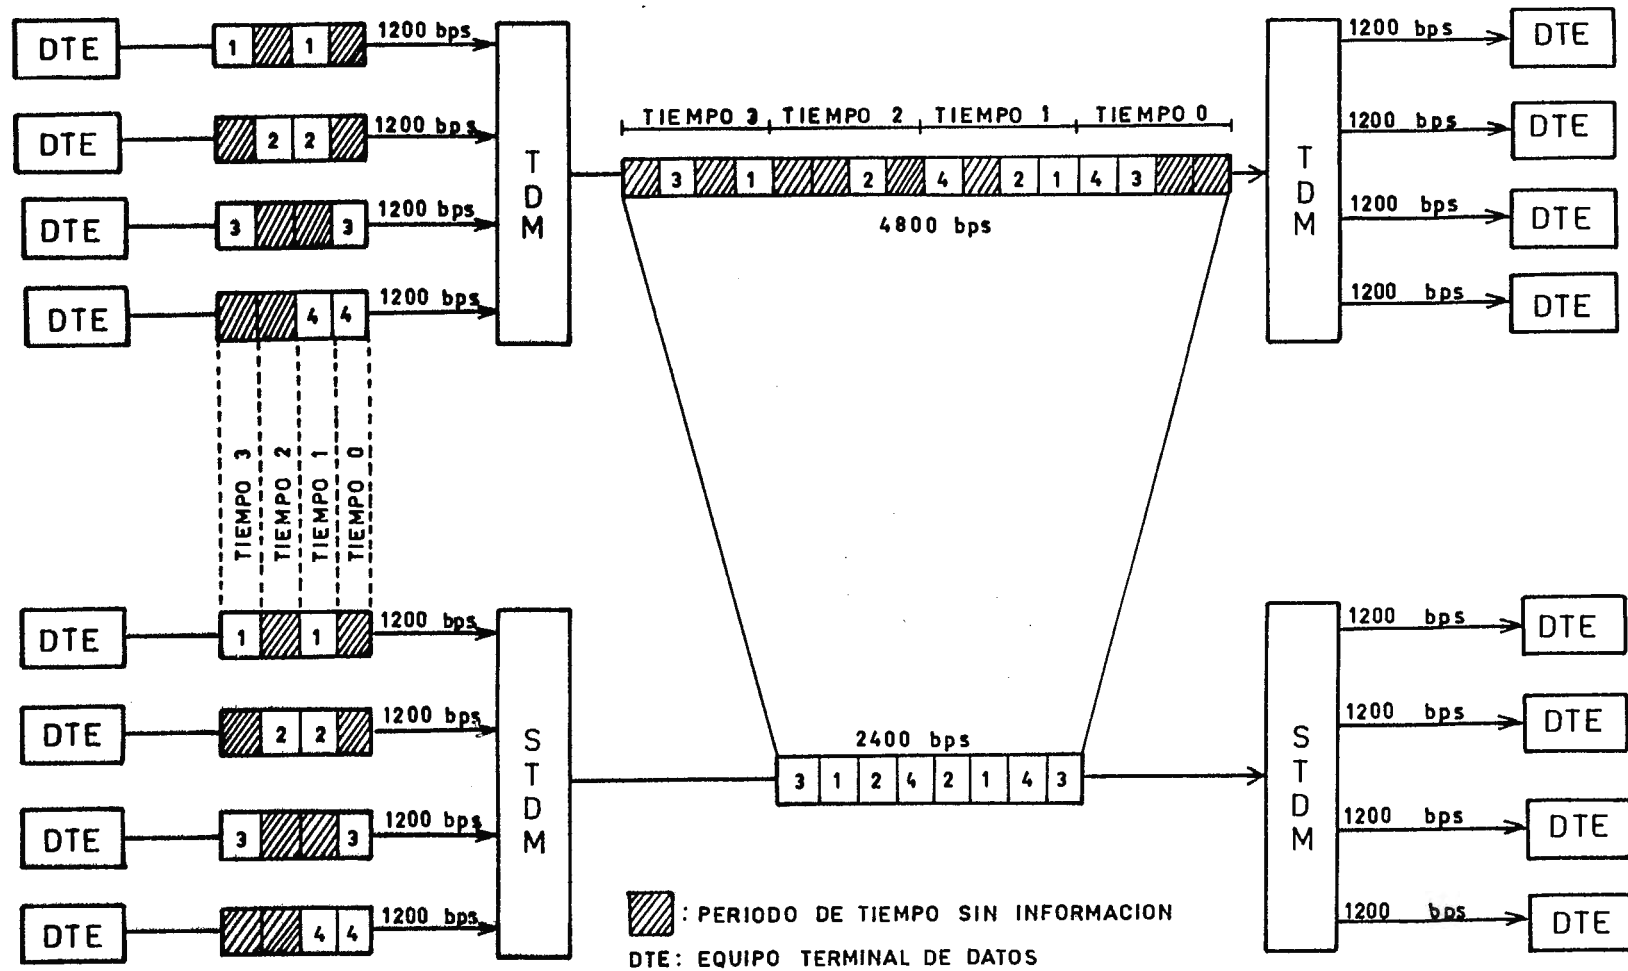 DTE 1 1 1200 bps
DTE 2 2 1200 bps
DTE 3 3 1200 bps
DTE 4 4 1200 bps
TDM
TIEMPO 3 TIEMPO 2 TIEMPO 1 TIEMPO 0
3 1 2 4 2 1 4 3
4800 bps
TDM
1200 bps DTE
1200 bps DTE
1200 bps DTE
1200 bps DTE
TIEMPO 3
TIEMPO 2
TIEMPO 1
TIEMPO 0
DTE 1 1 1200 bps
DTE 2 2 1200 bps
DTE 3 3 1200 bps
DTE 4 4 1200 bps
STDM
2400 bps
3 1 2 4 2 1 4 3
STDM
1200 bps DTE
1200 bps DTE
1200 bps DTE
1200 bps DTE
: PERIODO DE TIEMPO SIN INFORMACION
DTE: EQUIPO TERMINAL DE DATOS